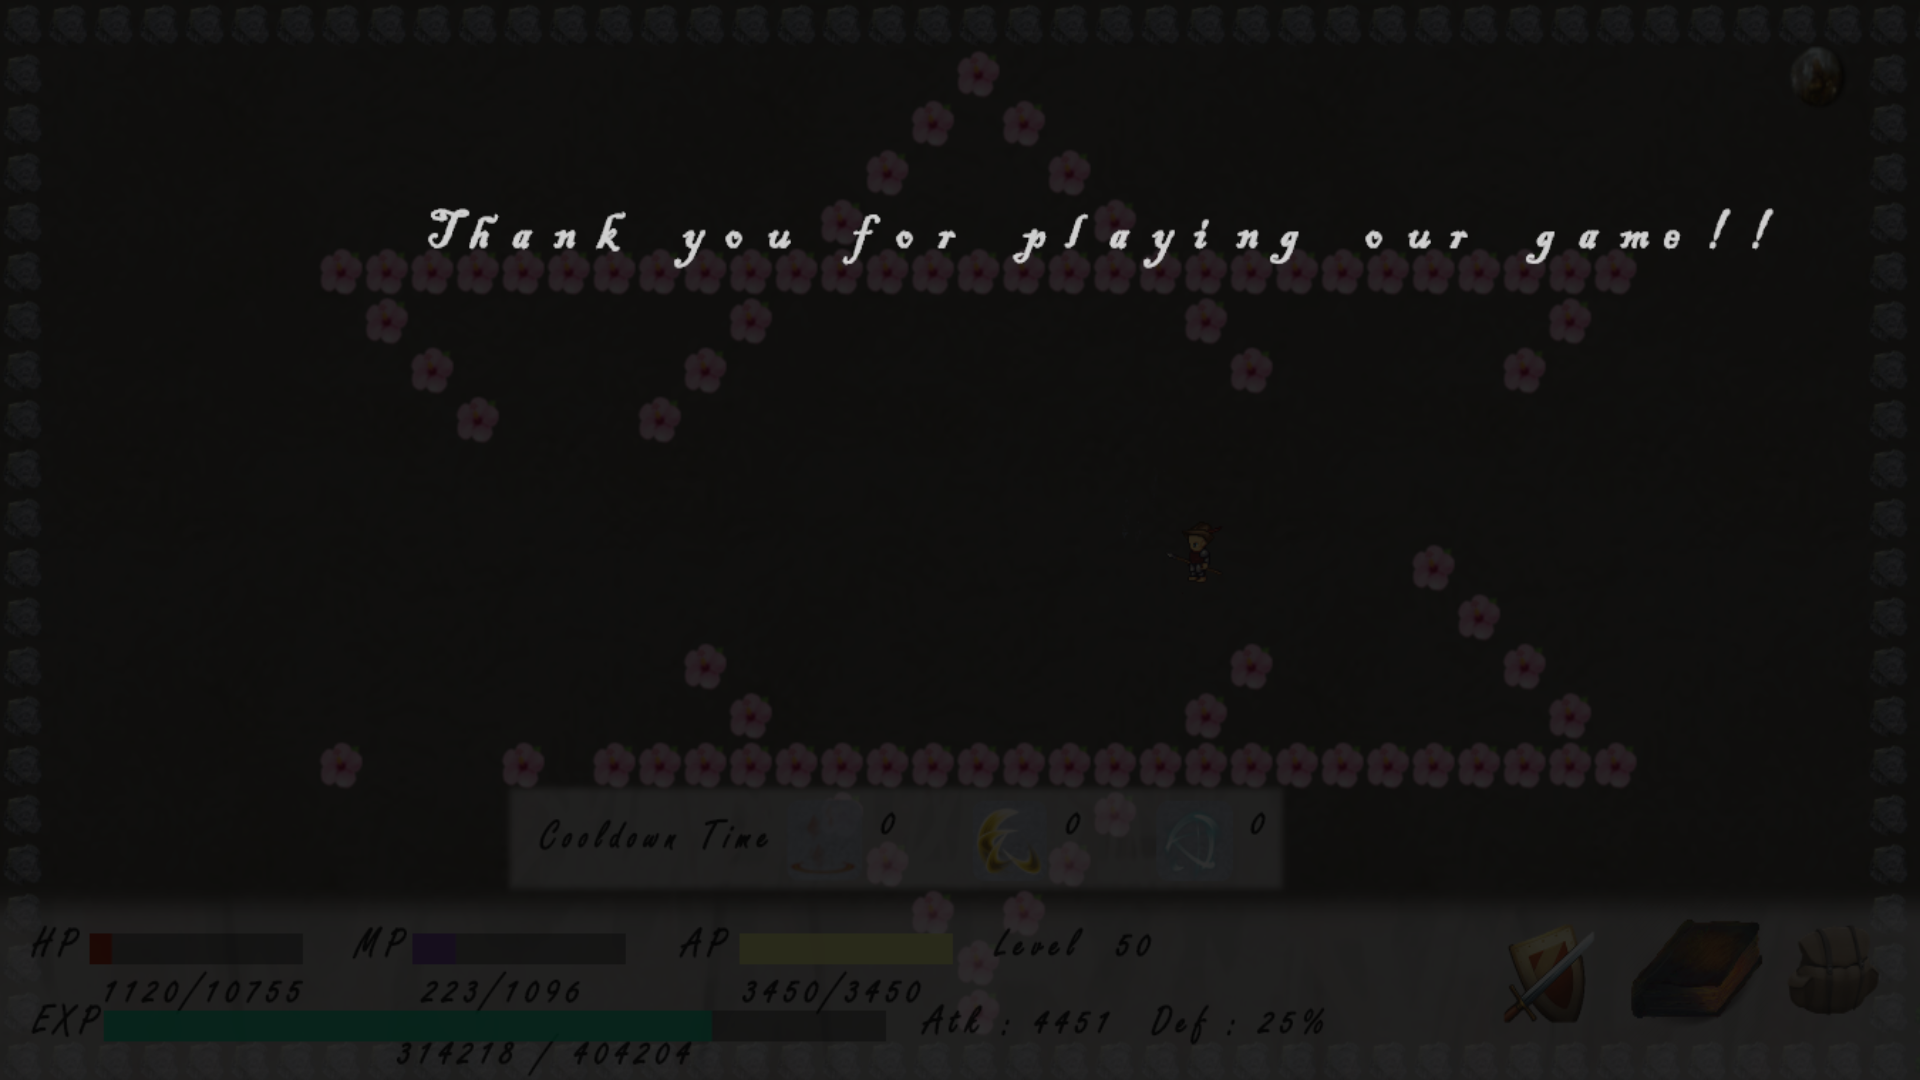 Thank you for playing our game!!
Cooldown Time 0 0 0
HP MP AP Level 50
1120/10755 223/1096 3450/3450
EXP Atk : 4451 Def : 25%
314218 / 404204